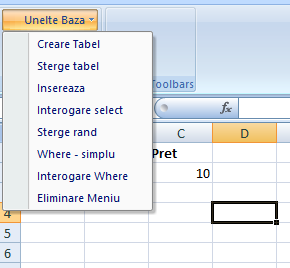 Unelte Baza
Creare Tabel
Sterge tabel
Insereaza
Interogare select
Sterge rand
Where - simplu
Interogare Where
Eliminare Meniu
Toolbars
fx
C D
Pret
10
4
5
6